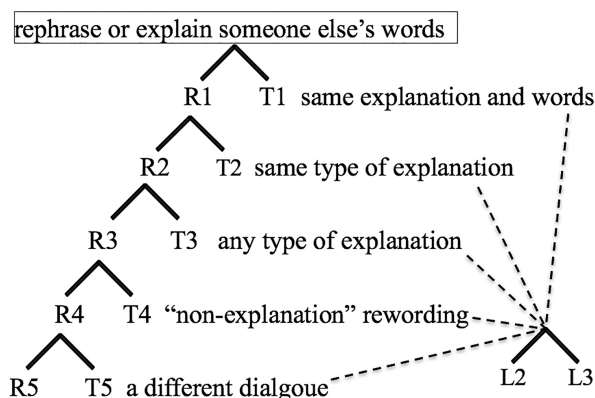 rephrase or explain someone else's words
R1 T1 same explanation and words
R2 T2 same type of explanation
R3 T3 any type of explanation
R4 T4 “non-explanation” rewording
L2 L3
R5 T5 a different dialgoue